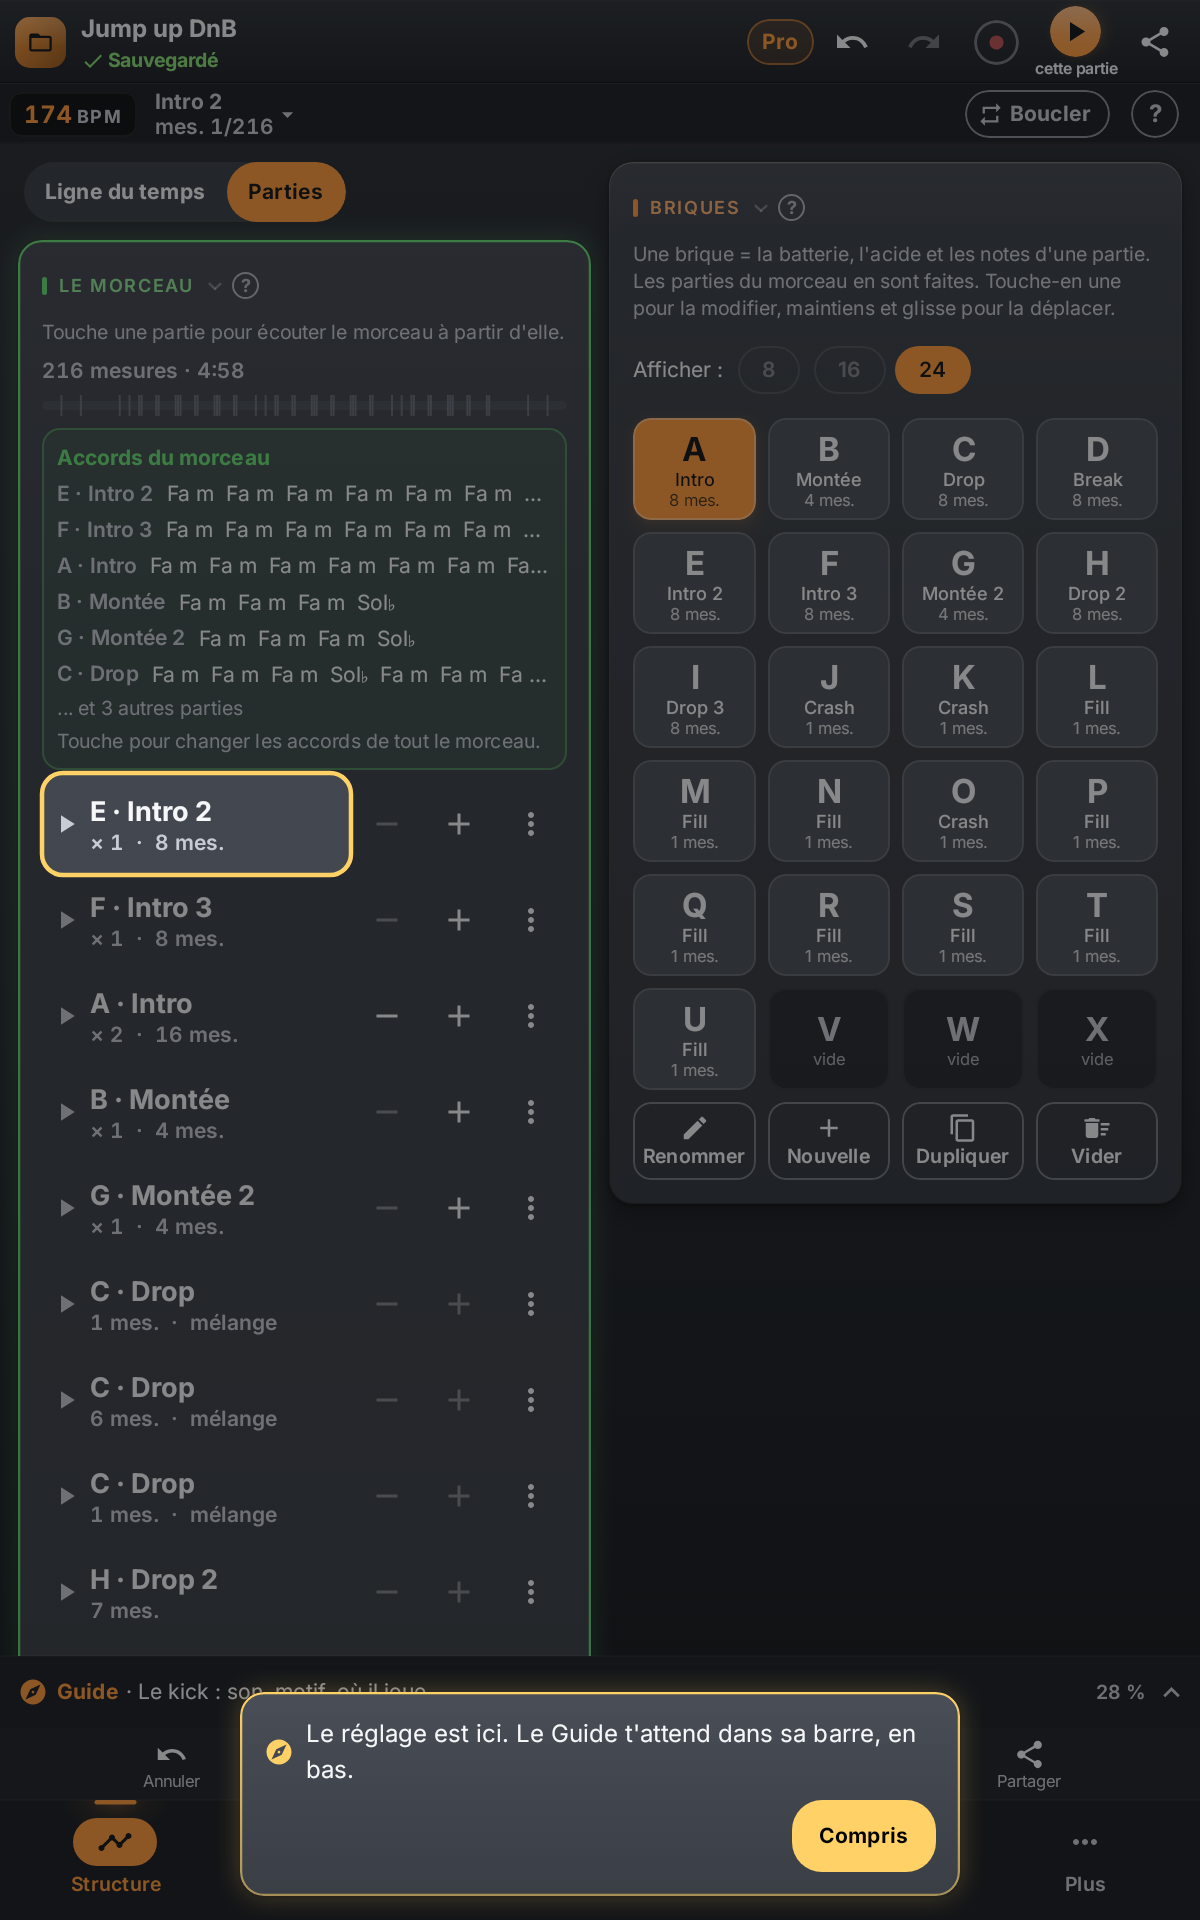 Jump up DnB
Sauvegardé
Pro
cette partie
174 BPM
Intro 2
mes. 1/216
Boucler
?
Ligne du temps
Parties
LE MORCEAU
?
Touche une partie pour écouter le morceau à partir d'elle.
216 mesures · 4:58
Accords du morceau
E · Intro 2 Fa m Fa m Fa m Fa m Fa m Fa m ...
F · Intro 3 Fa m Fa m Fa m Fa m Fa m Fa m ...
A · Intro Fa m Fa m Fa m Fa m Fa m Fa m Fa...
B · Montée Fa m Fa m Fa m Sol♭
G · Montée 2 Fa m Fa m Fa m Sol♭
C · Drop Fa m Fa m Fa m Sol♭ Fa m Fa m Fa ...
... et 3 autres parties
Touche pour changer les accords de tout le morceau.
E · Intro 2
× 1 · 8 mes.
F · Intro 3
× 1 · 8 mes.
A · Intro
× 2 · 16 mes.
B · Montée
× 1 · 4 mes.
G · Montée 2
× 1 · 4 mes.
C · Drop
1 mes. · mélange
C · Drop
6 mes. · mélange
C · Drop
1 mes. · mélange
H · Drop 2
7 mes.
BRIQUES
?
Une brique = la batterie, l'acide et les notes d'une partie.
Les parties du morceau en sont faites. Touche-en une
pour la modifier, maintiens et glisse pour la déplacer.
Afficher :
8
16
24
A
Intro
8 mes.
B
Montée
4 mes.
C
Drop
8 mes.
D
Break
8 mes.
E
Intro 2
8 mes.
F
Intro 3
8 mes.
G
Montée 2
4 mes.
H
Drop 2
8 mes.
I
Drop 3
8 mes.
J
Crash
1 mes.
K
Crash
1 mes.
L
Fill
1 mes.
M
Fill
1 mes.
N
Fill
1 mes.
O
Crash
1 mes.
P
Fill
1 mes.
Q
Fill
1 mes.
R
Fill
1 mes.
S
Fill
1 mes.
T
Fill
1 mes.
U
Fill
1 mes.
V
vide
W
vide
X
vide
Renommer
Nouvelle
Dupliquer
Vider
Guide · Le kick : son, motif, où il joue
28 %
Le réglage est ici. Le Guide t'attend dans sa barre, en
bas.
Compris
Annuler
Partager
Structure
Plus